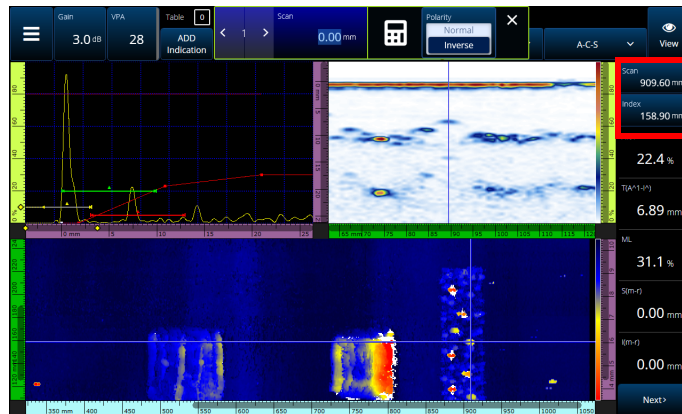 Gain
3.0 dB
VPA
28
Table 0
ADD
Indication
1
Scan
0.00 mm
Polarity
Normal
Inverse
A-C-S
View
Scan
909.60 mm
Index
158.90 mm
22.4 %
T(A^1-I^)
6.89 mm
ML
31.1 %
S(m-r)
0.00 mm
I(m-r)
0.00 mm
Next>
0 mm 5 10 15 20 25
65 mm 70 75 80 85 90 95 100 105 110 115
350 mm 400 450 500 550 600 650 700 750 800 850 900 950 1000 1050